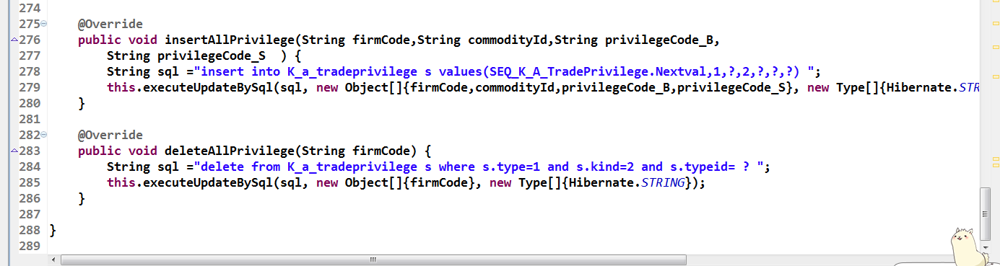 274
275 @Override
276 public void insertAllPrivilege(String firmCode,String commodityId,String privilegeCode_B,
277 String privilegeCode_S ) {
278 String sql ="insert into K_a_tradeprivilege s values(SEQ_K_A_TradePrivilege.Nextval,1,?,2,?,?,?) ";
279 this.executeUpdateBySql(sql, new Object[]{firmCode,commodityId,privilegeCode_B,privilegeCode_S}, new Type[]{Hibernate.STR
280 }
281
282 @Override
283 public void deleteAllPrivilege(String firmCode) {
284 String sql ="delete from K_a_tradeprivilege s where s.type=1 and s.kind=2 and s.typeid= ? ";
285 this.executeUpdateBySql(sql, new Object[]{firmCode}, new Type[]{Hibernate.STRING});
286 }
287
288 }
289